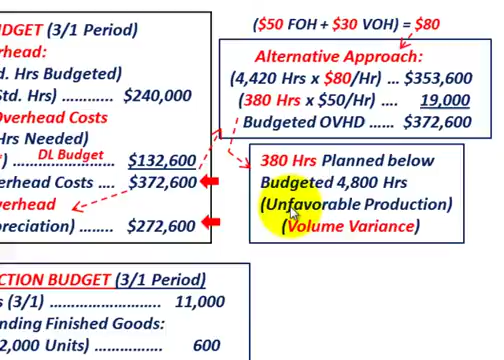 ($50 FOH + $30 VOH) = $80
UDGET (3/1 Period)
erhead:
d. Hrs Budgeted)
Std. Hrs) ............ $240,000
Overhead Costs
Hrs Needed)
*) DL Budget $132,600
erhead Costs .... $372,600
verhead
preciation) ........ $272,600
Alternative Approach:
(4,420 Hrs x $80/Hr) ... $353,600
(380 Hrs x $50/Hr) .... 19,000
Budgeted OVHD ...... $372,600
380 Hrs Planned below
Budgeted 4,800 Hrs
(Unfavorable Production)
(Volume Variance)
CTION BUDGET (3/1 Period)
s (3/1) ............................. 11,000
nding Finished Goods:
2,000 Units) ................ 600